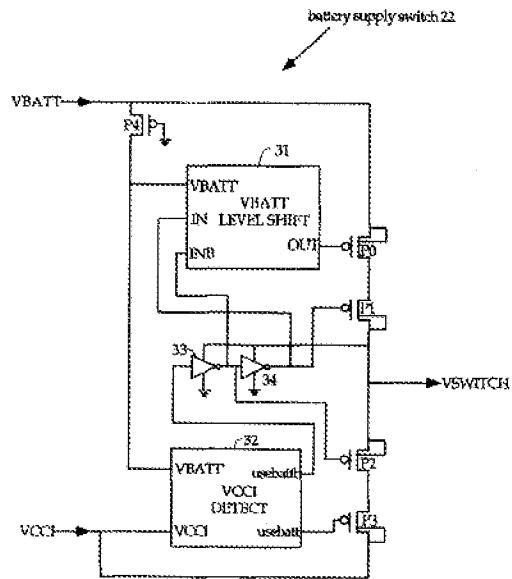 battery supply switch 22
VBATT
P4
31
VBATT
VBATT
LEVEL SHIFT
IN
OUT
INB
P0
P1
33
34
VSWITCH
32
P2
VBATT
usebattb
VCCI
DETECT
P3
VCCI
VCCI
usebatt